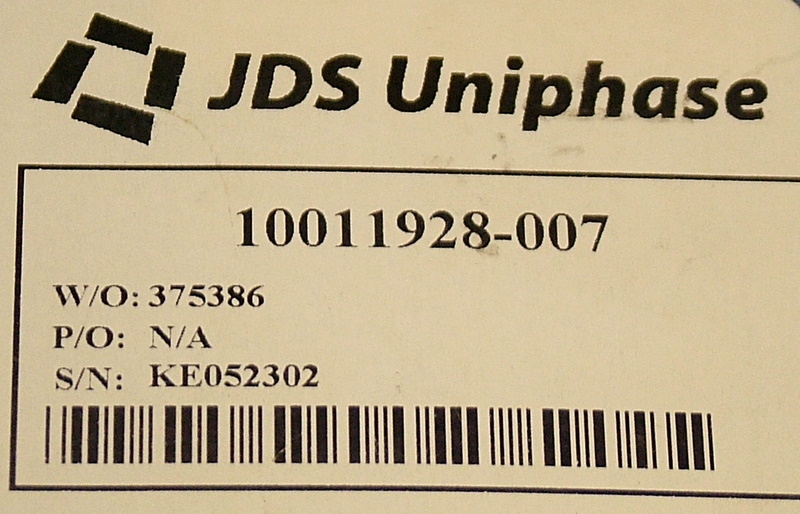 JDS Uniphase
10011928-007
W/O: 375386
P/O: N/A
S/N: KE052302